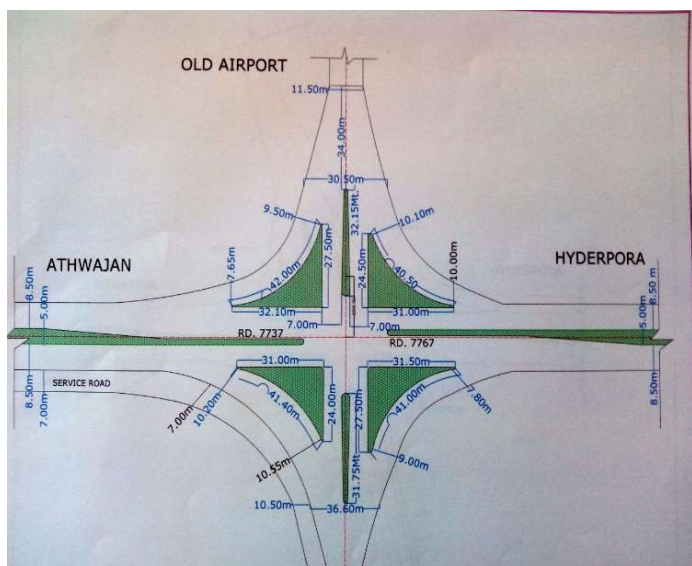 OLD AIRPORT
11.50m
34.00m
30.50m
32.15Mt.
9.50m
10.10m
27.50m
24.50m
ATHWAJAN
HYDERPORA
7.65m
42.00m
40.50
10.00m
8.50m
5.00m
8.50 m
5.00m
32.10m
31.00m
7.00m
7.00m
RD. 7737
RD. 7767
31.00m
31.50m
SERVICE ROAD
8.50m
7.00m
7.00m
10.20m
41.40m
24.00m
27.50m
41.00m
7.80m
8.50m
10.55m
31.75Mt.
9.00m
10.50m
36.60m